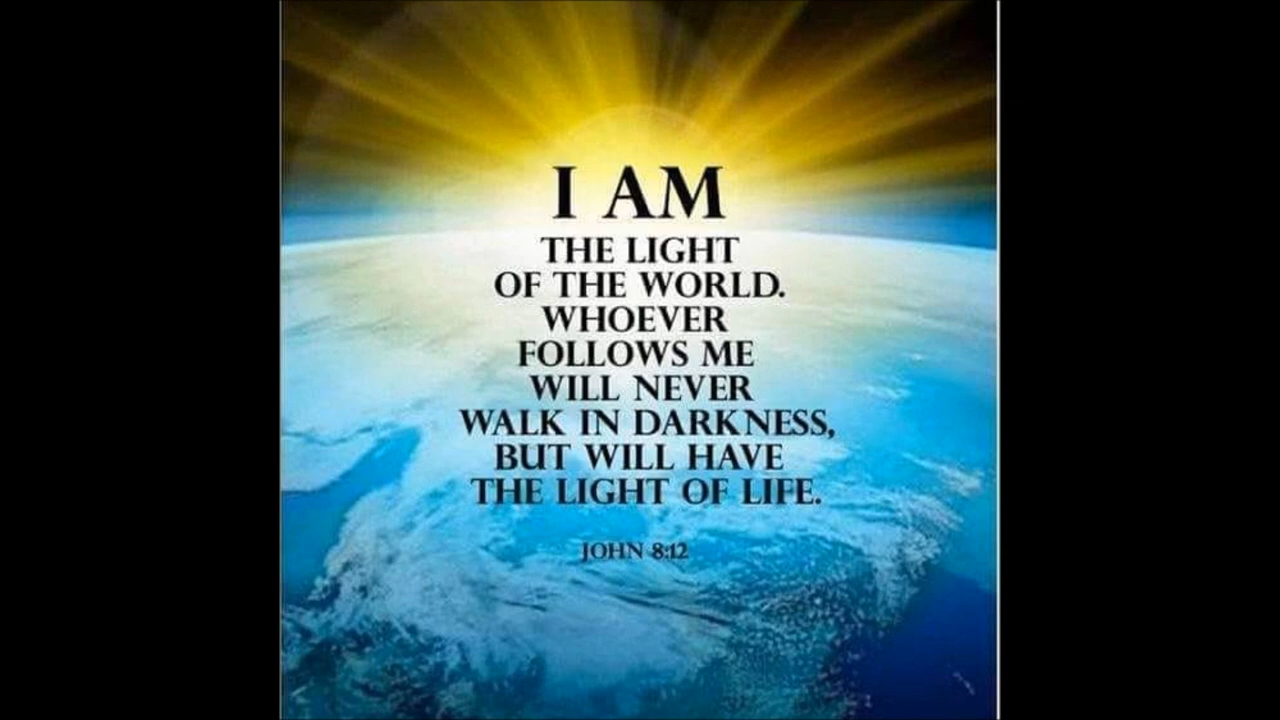 I AM
THE LIGHT
OF THE WORLD.
WHOEVER
FOLLOWS ME
WILL NEVER
WALK IN DARKNESS,
BUT WILL HAVE
THE LIGHT OF LIFE.
JOHN 8:12